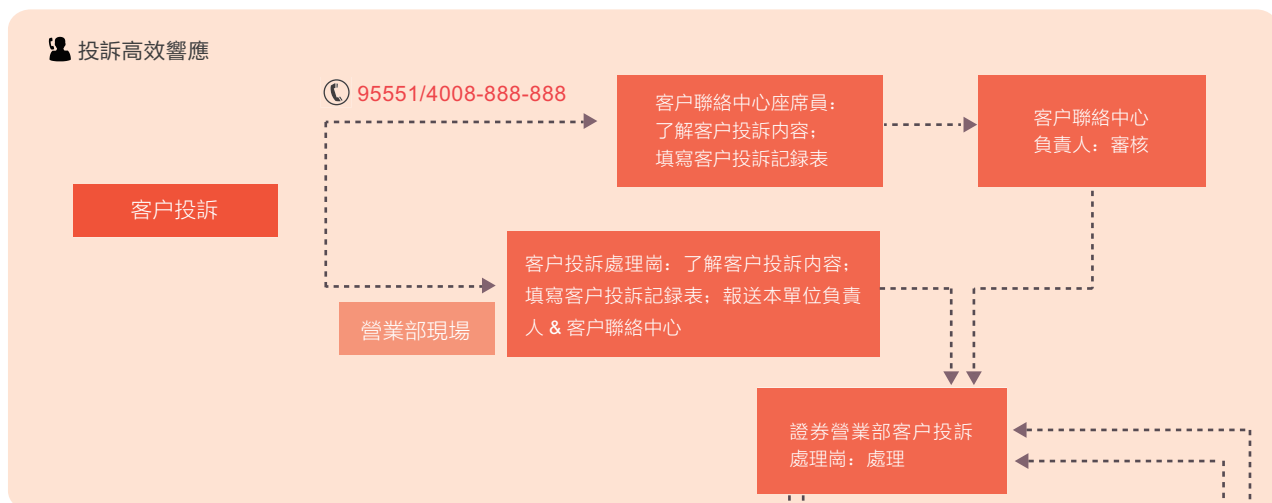 投訴高效響應
95551/4008-888-888
客户聯絡中心座席員：
了解客户投訴内容；
填寫客户投訴記録表
客户聯絡中心
負責人：審核
客户投訴
客户投訴處理崗：了解客户投訴内容；
填寫客户投訴記録表；報送本單位負責
人 & 客户聯絡中心
營業部現場
證券營業部客户投訴
處理崗：處理